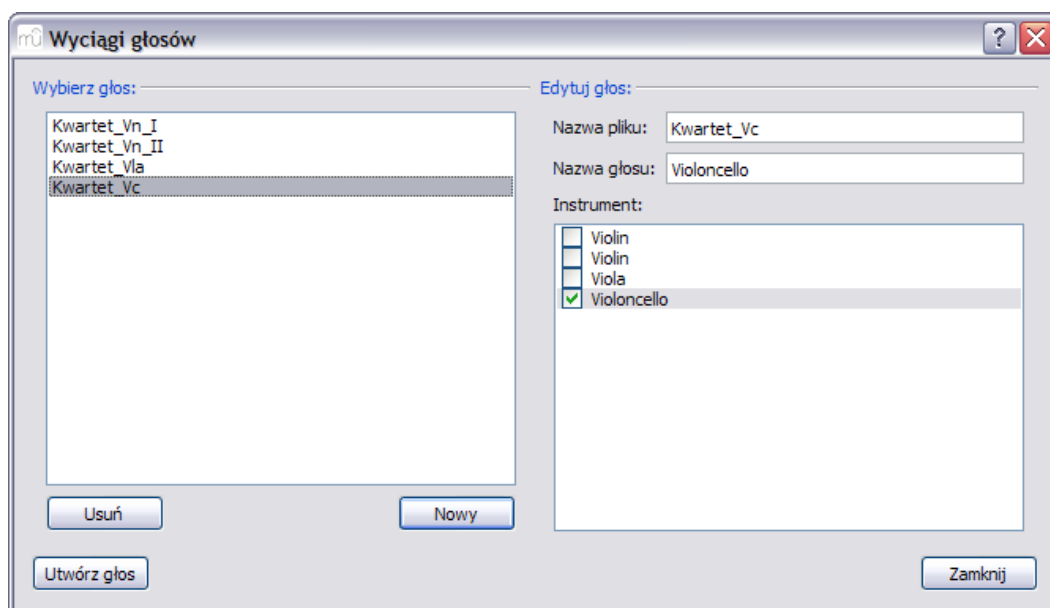 mu Wyciągi głosów
?
Wybierz głos:
Kwartet_Vn_I
Kwartet_Vn_II
Kwartet_Vla
Kwartet_Vc
Usuń
Nowy
Utwórz głos
Edytuj głos:
Nazwa pliku: Kwartet_Vc
Nazwa głosu: Violoncello
Instrument:
Violin
Violin
Viola
Violoncello
Zamknij